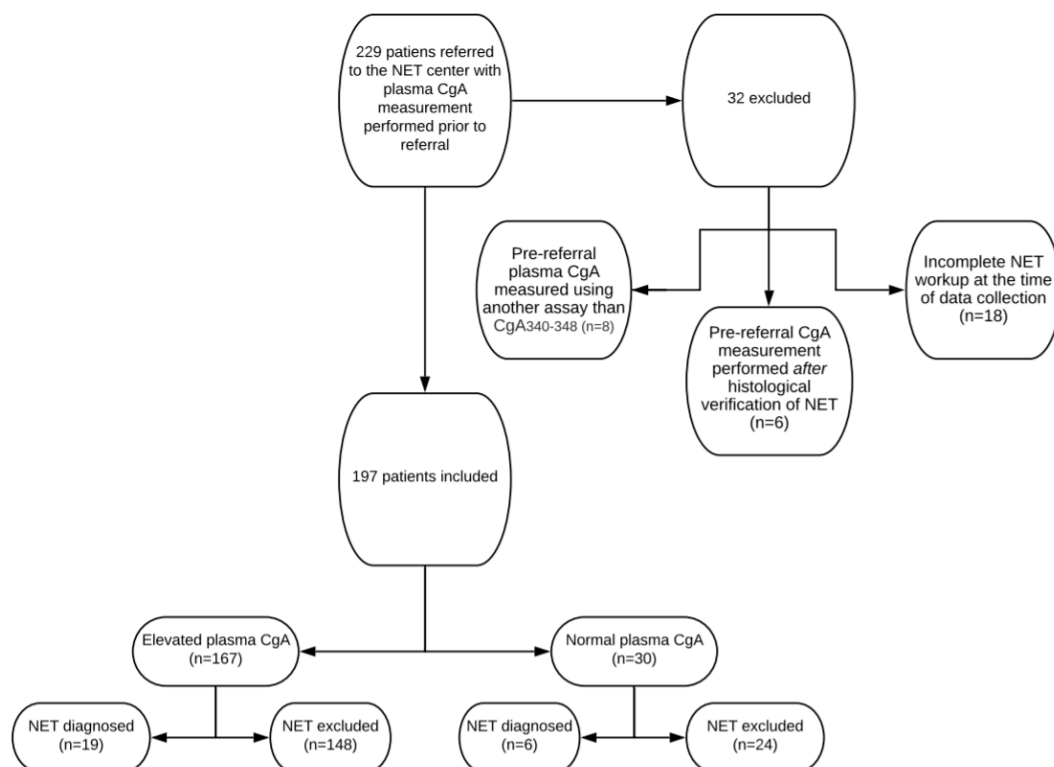 229 patiens referred
to the NET center with
plasma CgA
measurement
performed prior to
referral
32 excluded
Pre-referral
plasma CgA
measured using
another assay than
CgA340-348 (n=8)
Pre-referral CgA
measurement
performed after
histological
verification of NET
(n=6)
Incomplete NET
workup at the time
of data collection
(n=18)
197 patients included
Elevated plasma CgA
(n=167)
Normal plasma CgA
(n=30)
NET diagnosed
(n=19)
NET excluded
(n=148)
NET diagnosed
(n=6)
NET excluded
(n=24)